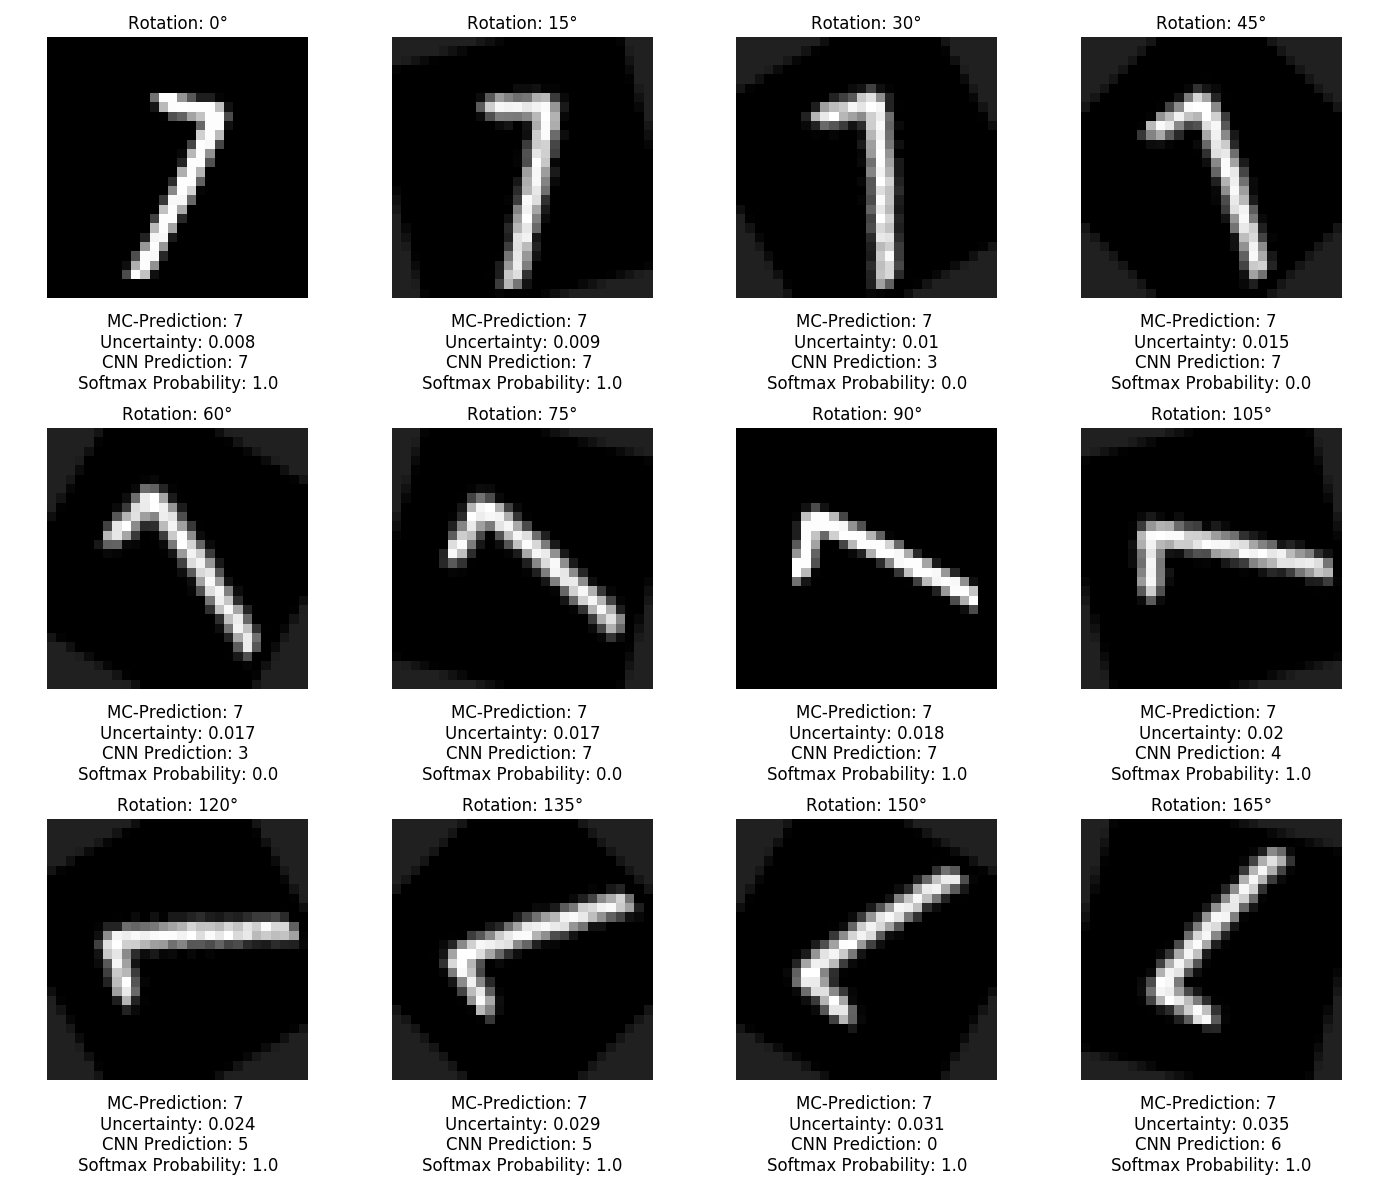 Rotation: 0°
Rotation: 15°
Rotation: 30°
Rotation: 45°
MC-Prediction: 7
Uncertainty: 0.008
CNN Prediction: 7
Softmax Probability: 1.0
MC-Prediction: 7
Uncertainty: 0.009
CNN Prediction: 7
Softmax Probability: 1.0
MC-Prediction: 7
Uncertainty: 0.01
CNN Prediction: 3
Softmax Probability: 0.0
MC-Prediction: 7
Uncertainty: 0.015
CNN Prediction: 7
Softmax Probability: 0.0
Rotation: 60°
Rotation: 75°
Rotation: 90°
Rotation: 105°
MC-Prediction: 7
Uncertainty: 0.017
CNN Prediction: 3
Softmax Probability: 0.0
MC-Prediction: 7
Uncertainty: 0.017
CNN Prediction: 7
Softmax Probability: 0.0
MC-Prediction: 7
Uncertainty: 0.018
CNN Prediction: 7
Softmax Probability: 1.0
MC-Prediction: 7
Uncertainty: 0.02
CNN Prediction: 4
Softmax Probability: 1.0
Rotation: 120°
Rotation: 135°
Rotation: 150°
Rotation: 165°
MC-Prediction: 7
Uncertainty: 0.024
CNN Prediction: 5
Softmax Probability: 1.0
MC-Prediction: 7
Uncertainty: 0.029
CNN Prediction: 5
Softmax Probability: 1.0
MC-Prediction: 7
Uncertainty: 0.031
CNN Prediction: 0
Softmax Probability: 1.0
MC-Prediction: 7
Uncertainty: 0.035
CNN Prediction: 6
Softmax Probability: 1.0